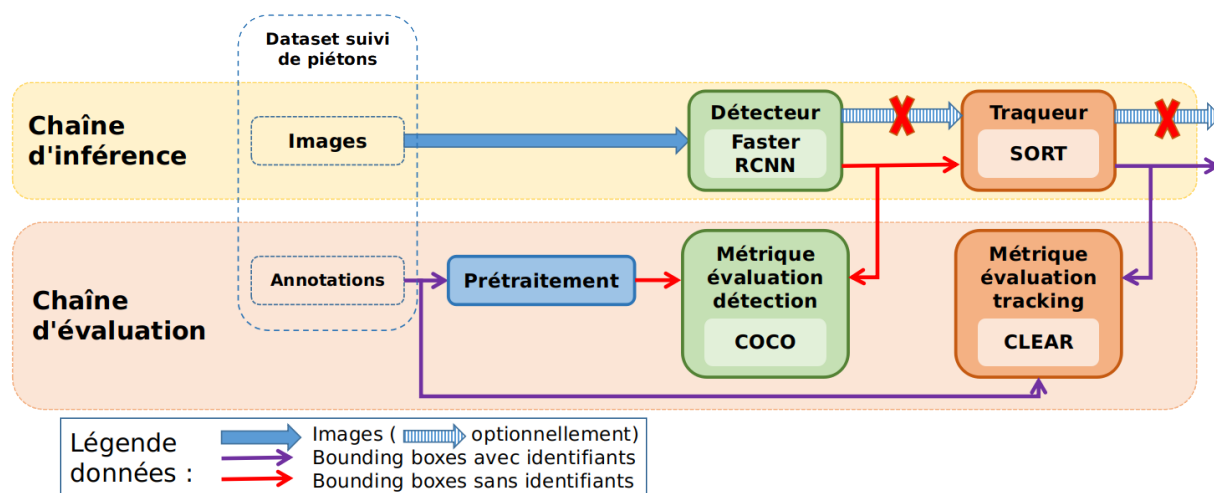 Dataset suivi
de piétons
Chaîne
d'inférence
Images
Détecteur
Faster
RCNN
Traqueur
SORT
Chaîne
d'évaluation
Annotations
Prétraitement
Métrique
évaluation
détection
COCO
Métrique
évaluation
tracking
CLEAR
Légende
données :
Images ( optionnellement)
Bounding boxes avec identifiants
Bounding boxes sans identifiants